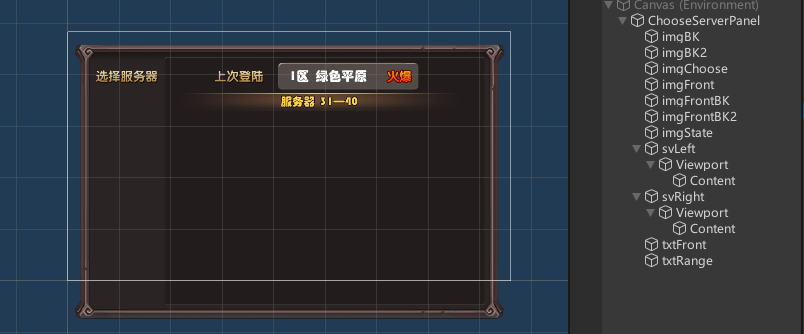 选择服务器
上次登陆
1区 绿色平原
火爆
服务器 31—40
Canvas (Environment)
ChooseServerPanel
imgBK
imgBK2
imgChoose
imgFront
imgFrontBK
imgFrontBK2
imgState
svLeft
Viewport
Content
svRight
Viewport
Content
txtFront
txtRange